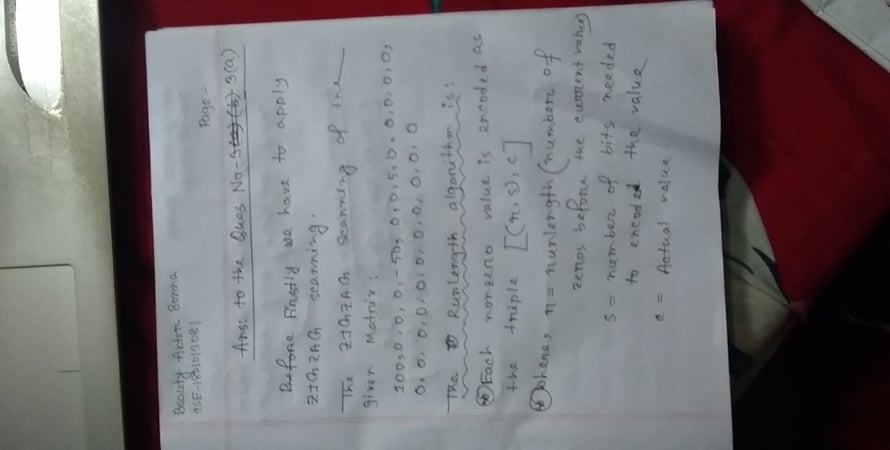 LENOVO
Beauty Akter Bonna
CSE-1801013081
Page-
Ans: to the Ques No-3(a) (b) 3(a)
Before Firstly we have to apply
ZIGZAG scanning.
The ZIGZAG scanning of the
given Matrix:
100, 0, 0, 0, -50, 0, 0, 5, 0, 0, 0, 0, 0,
0, 0, 0, 0, 0, 0, 0, 0, 0, 0, 0
The Runlength algorithm is:
Each nonzero value is encoded as
the triple [(r, s), c]
Where, r = runlength (number of
zeros before the current value)
s = number of bits needed
to encoded the value
c = Actual value.